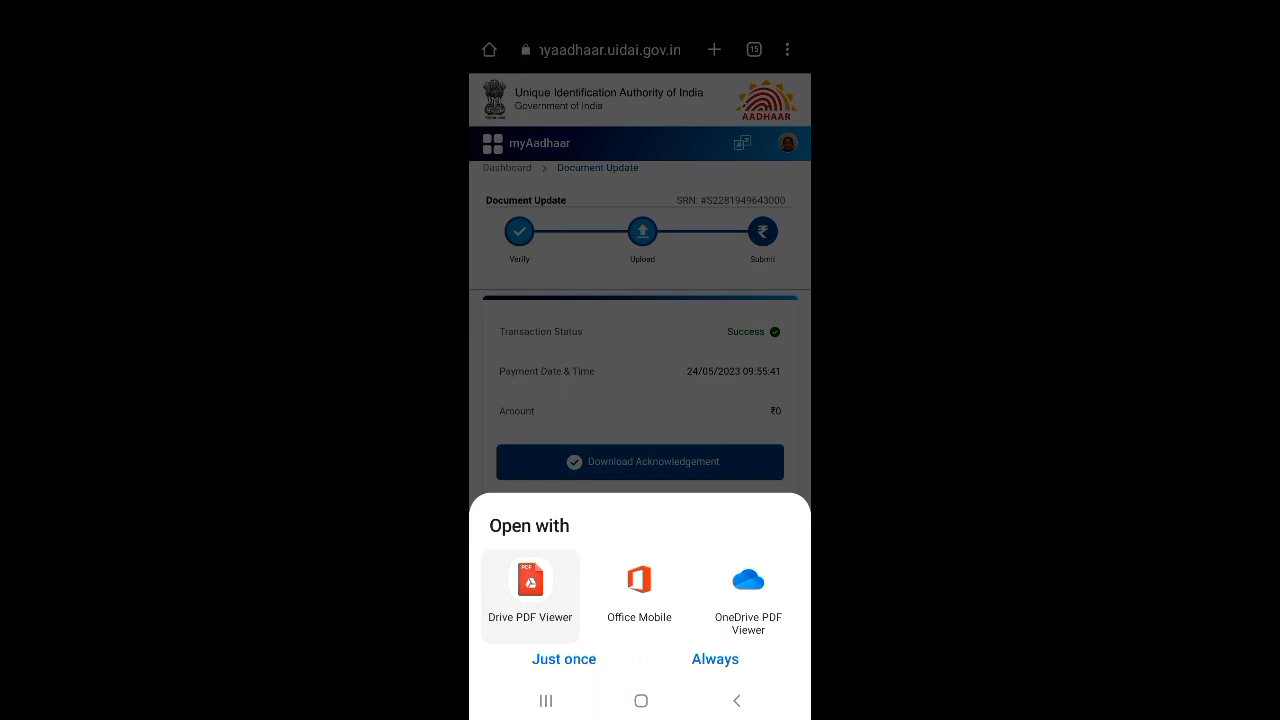 nyaadhaar.uidai.gov.in
15
Unique Identification Authority of India
Government of India
AADHAAR
myAadhaar
Dashboard > Document Update
Document Update
SRN: #S2281949643000
₹
Verify
Upload
Submit
Transaction Status
Success
Payment Date & Time
24/05/2023 09:55:41
Amount
₹0
Download Acknowledgement
Open with
PDF
Drive PDF Viewer
Office Mobile
OneDrive PDF
Viewer
Just once
Always